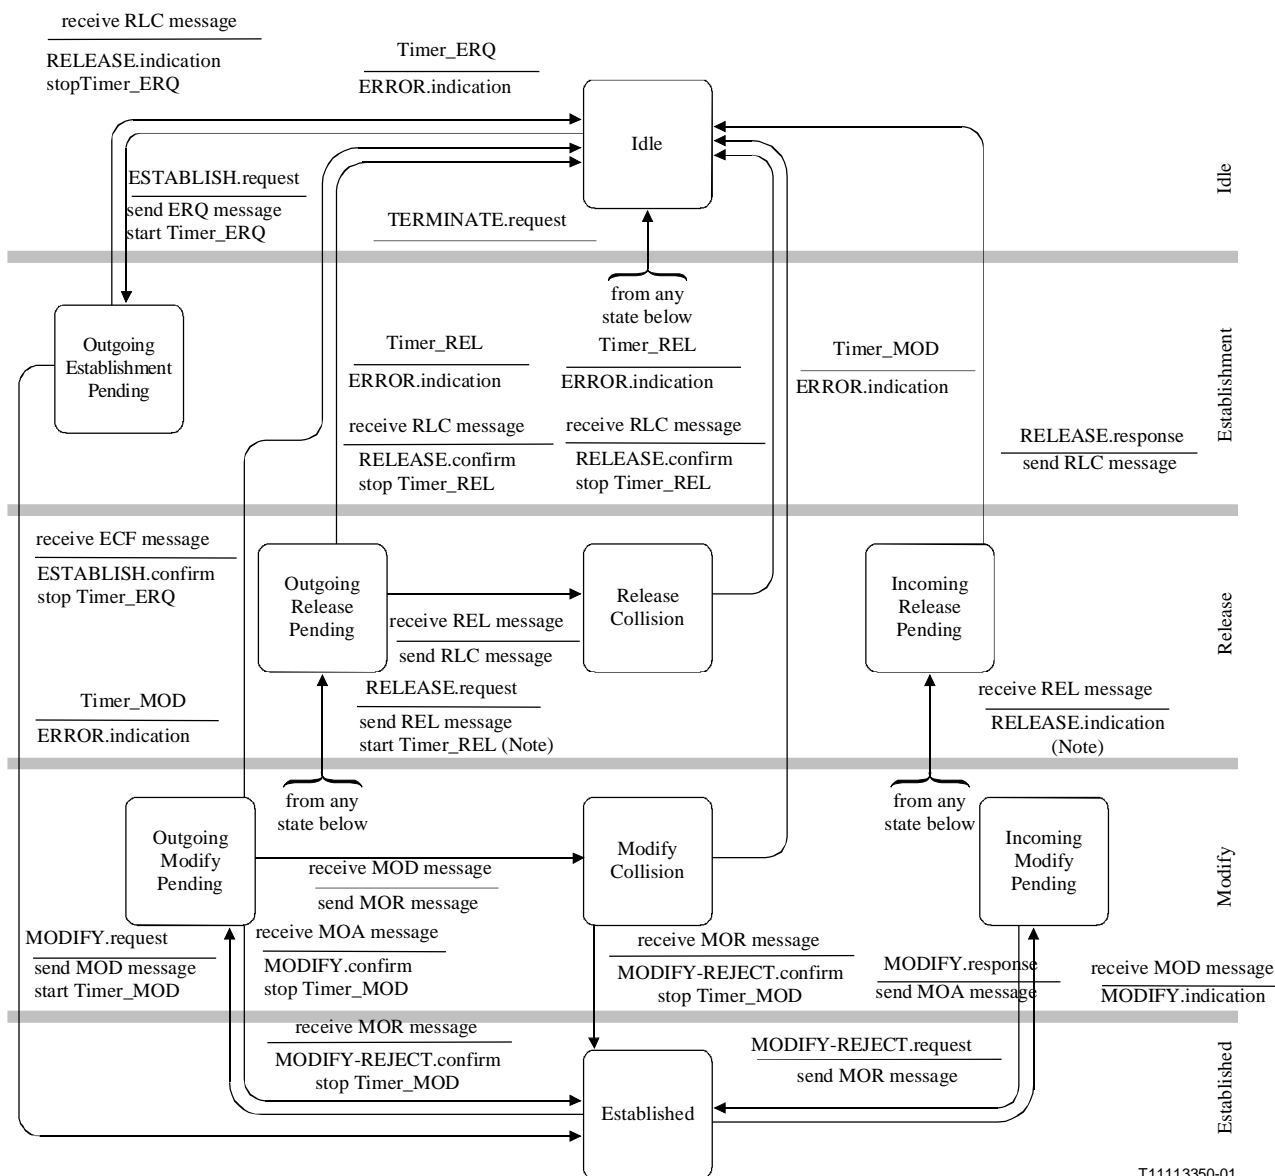 receive RLC message
RELEASE.indication
stopTimer_ERQ
Timer_ERQ
ERROR.indication
Idle
Idle
ESTABLISH.request
send ERQ message
start Timer_ERQ
TERMINATE.request
from any
state below
Outgoing
Establishment
Pending
Timer_REL
ERROR.indication
receive RLC message
RELEASE.confirm
stop Timer_REL
Timer_REL
ERROR.indication
receive RLC message
RELEASE.confirm
stop Timer_REL
Timer_MOD
ERROR.indication
RELEASE.response
send RLC message
Establishment
receive ECF message
ESTABLISH.confirm
stop Timer_ERQ
Outgoing
Release
Pending
receive REL message
send RLC message
Release
Collision
Incoming
Release
Pending
Release
Timer_MOD
ERROR.indication
RELEASE.request
send REL message
start Timer_REL (Note)
receive REL message
RELEASE.indication
(Note)
from any
state below
from any
state below
Outgoing
Modify
Pending
receive MOD message
send MOR message
Modify
Collision
Incoming
Modify
Pending
Modify
MODIFY.request
send MOD message
start Timer_MOD
receive MOA message
MODIFY.confirm
stop Timer_MOD
receive MOR message
MODIFY-REJECT.confirm
stop Timer_MOD
MODIFY.response
send MOA message
receive MOD message
MODIFY.indication
receive MOR message
MODIFY-REJECT.confirm
stop Timer_MOD
MODIFY-REJECT.request
send MOR message
Established
Established
T11113350-01